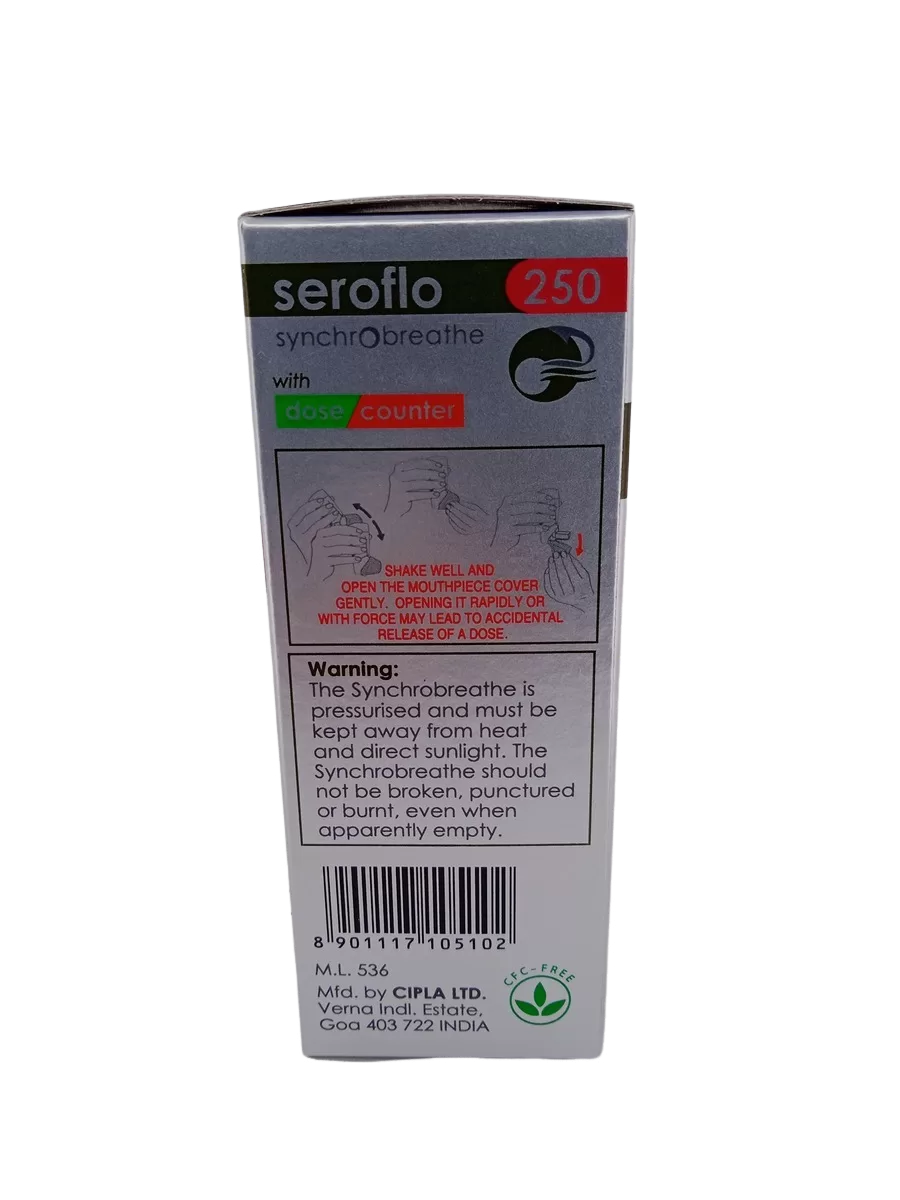 seroflo 250
synchrobreathe
with
dose counter
SHAKE WELL AND
OPEN THE MOUTHPIECE COVER
GENTLY. OPENING IT RAPIDLY OR
WITH FORCE MAY LEAD TO ACCIDENTAL
RELEASE OF A DOSE.
Warning:
The Synchrobreathe is
pressurised and must be
kept away from heat
and direct sunlight. The
Synchrobreathe should
not be broken, punctured
or burnt, even when
apparently empty.
8 901117 105102
M.L. 536
Mfd. by CIPLA LTD.
Verna Indl. Estate,
Goa 403 722 INDIA
CFC-FREE